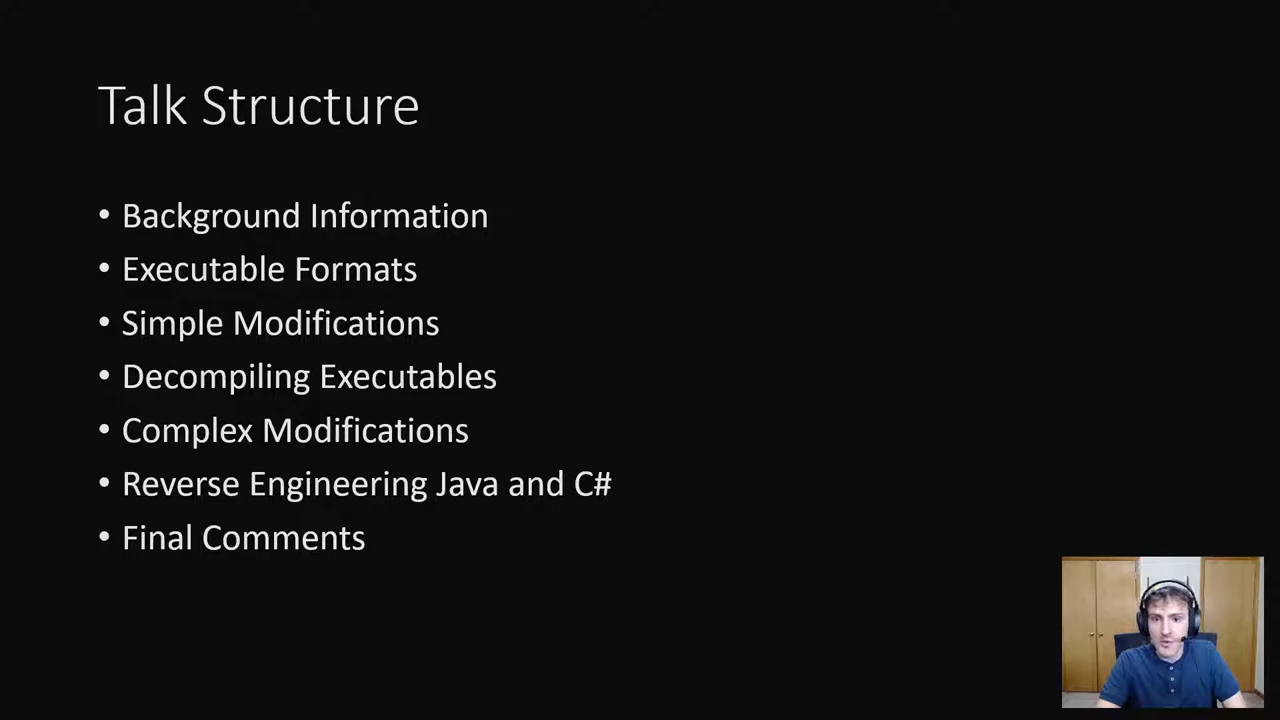 Talk Structure
• Background Information
• Executable Formats
• Simple Modifications
• Decompiling Executables
• Complex Modifications
• Reverse Engineering Java and C#
• Final Comments